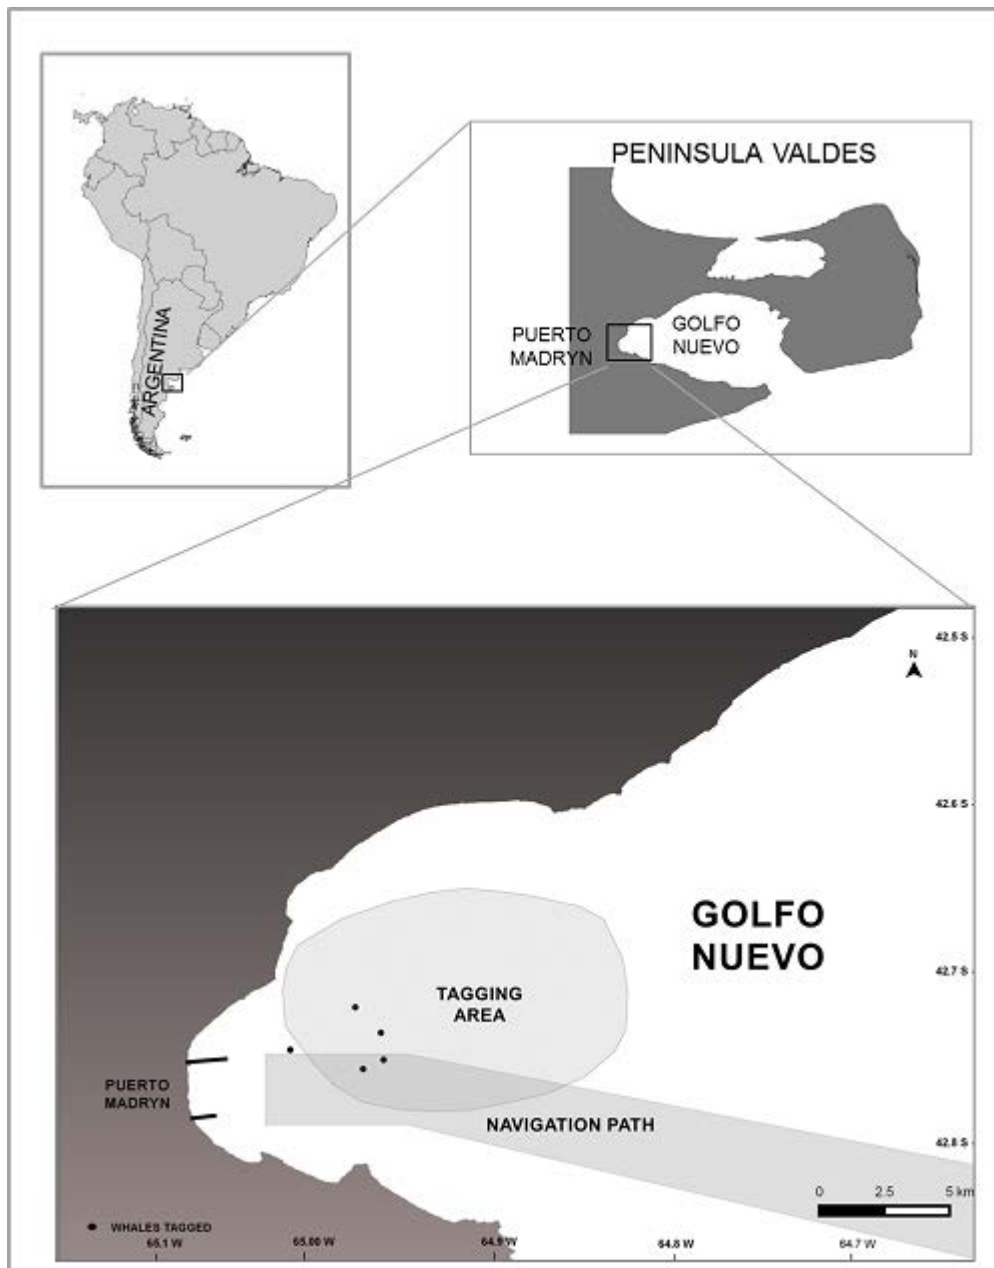 ARGENTINA
PENINSULA VALDES
PUERTO
MADRYN
GOLFO
NUEVO
42.5 S
N
42.6 S
GOLFO
NUEVO
42.7 S
TAGGING
AREA
PUERTO
MADRYN
NAVIGATION PATH
42.8 S
0 2.5 5 km
WHALES TAGGED
65.1 W 65.00 W 64.9 W 64.8 W 64.7 W